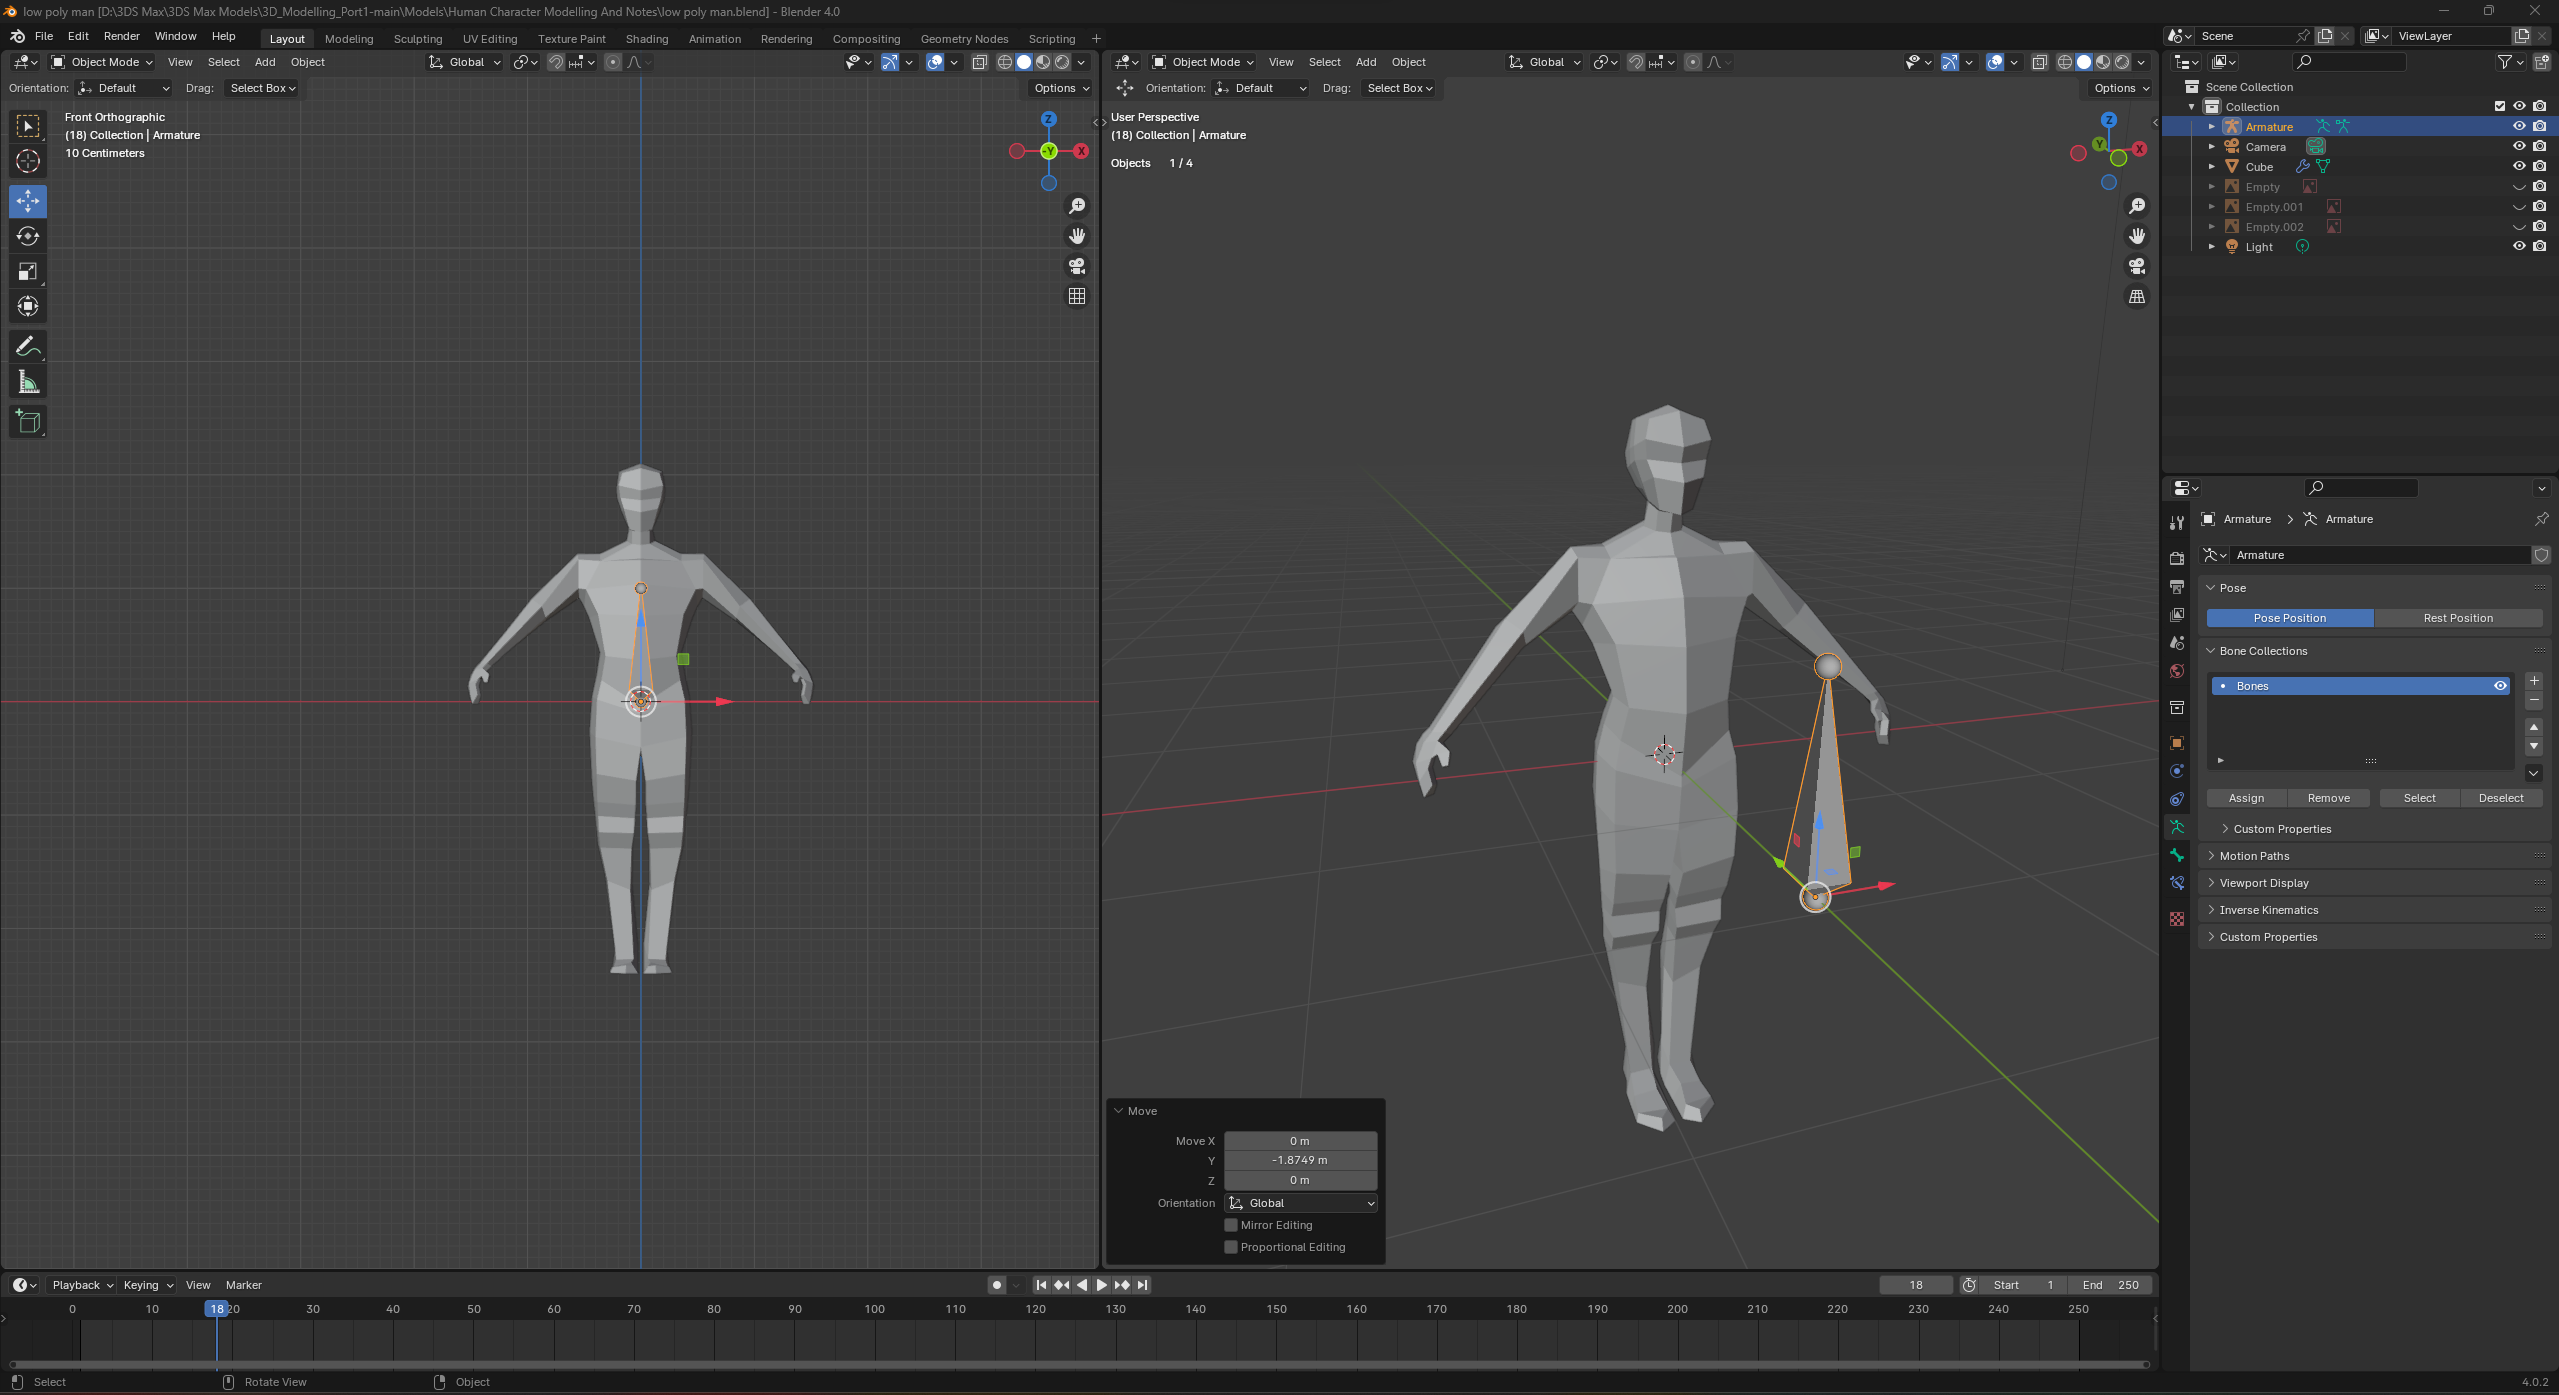 low poly man [D:\3DS Max\3DS Max Models\3D_Modelling_Port1-main\Models\Human Character Modelling And Notes\low poly man.blend] - Blender 4.0
File Edit Render Window Help Layout Modeling Sculpting UV Editing Texture Paint Shading Animation Rendering Compositing Geometry Nodes Scripting + Scene ViewLayer
Object Mode View Select Add Object Global
Orientation: Default Drag: Select Box Options
Front Orthographic
(18) Collection | Armature
10 Centimeters
Z
-Y
X
Object Mode View Select Add Object Global
Orientation: Default Drag: Select Box Options
User Perspective
(18) Collection | Armature
Objects 1 / 4
Z
Y
X
Move
Move X 0 m
Y -1.8749 m
Z 0 m
Orientation Global
Mirror Editing
Proportional Editing
Scene Collection
Collection
Armature
Camera
Cube
Empty
Empty.001
Empty.002
Light
Armature > Armature
Armature
Pose
Pose Position Rest Position
Bone Collections
Bones
Assign Remove Select Deselect
Custom Properties
Motion Paths
Viewport Display
Inverse Kinematics
Custom Properties
Playback Keying View Marker 18 Start 1 End 250
0 10 18 20 30 40 50 60 70 80 90 100 110 120 130 140 150 160 170 180 190 200 210 220 230 240 250
Select Rotate View Object 4.0.2